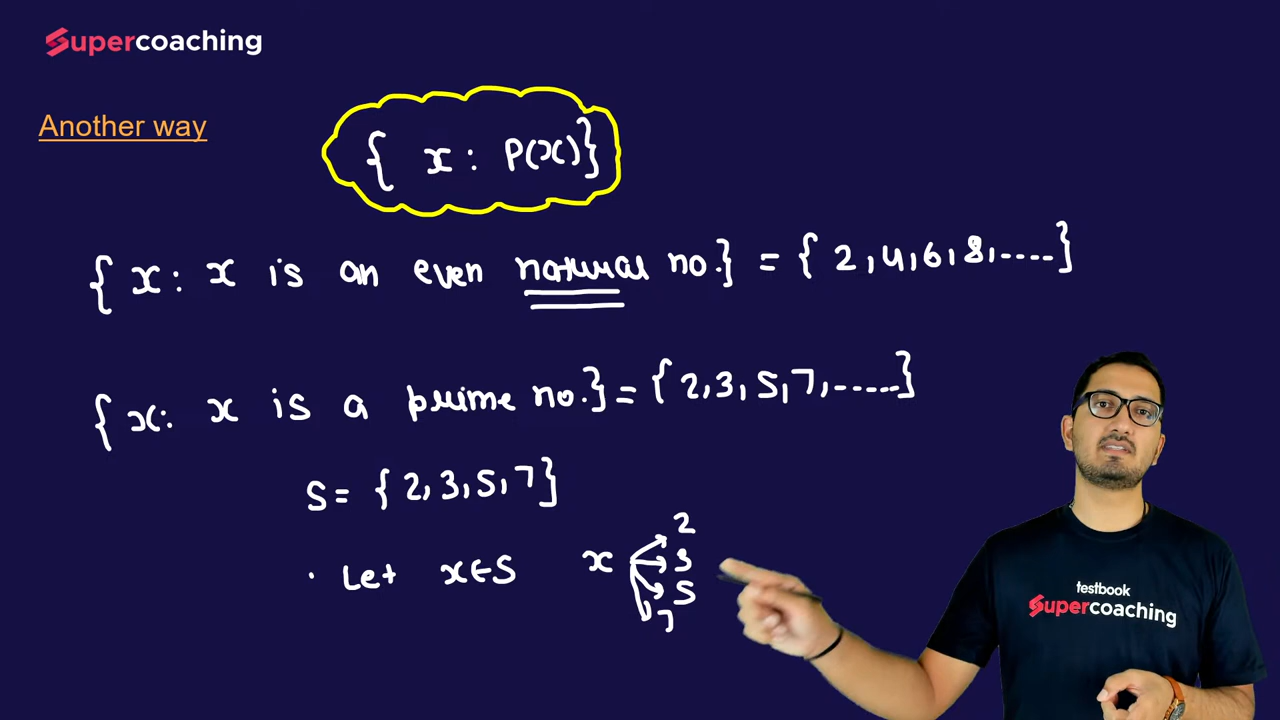 Supercoaching
Another way
{ x : P(x)}
{ x : x is an even natural no.} = { 2,4,6,8,....}
{x: x is a prime no.} = { 2,3,5,7,.....}
S = { 2,3,5,7}
. Let x∈S x 2
3
5
7
testbook
Supercoaching